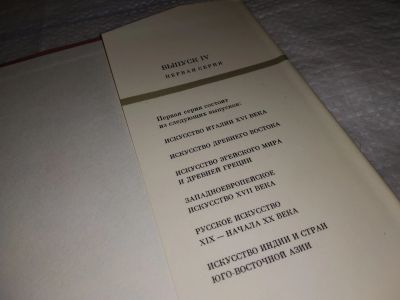 ВЫПУСК IV
ПЕРВАЯ СЕРИЯ
Первая серия состоит
из следующих выпусков:
ИСКУССТВО ИТАЛИИ XVI ВЕКА
ИСКУССТВО ДРЕВНЕГО ВОСТОКА
ИСКУССТВО ЭГЕЙСКОГО МИРА
И ДРЕВНЕЙ ГРЕЦИИ
ЗАПАДНОЕВРОПЕЙСКОЕ
ИСКУССТВО XVII ВЕКА
РУССКОЕ ИСКУССТВО
XIX — НАЧАЛА XX ВЕКА
ИСКУССТВО ИНДИИ И СТРАН
ЮГО-ВОСТОЧНОЙ АЗИИ